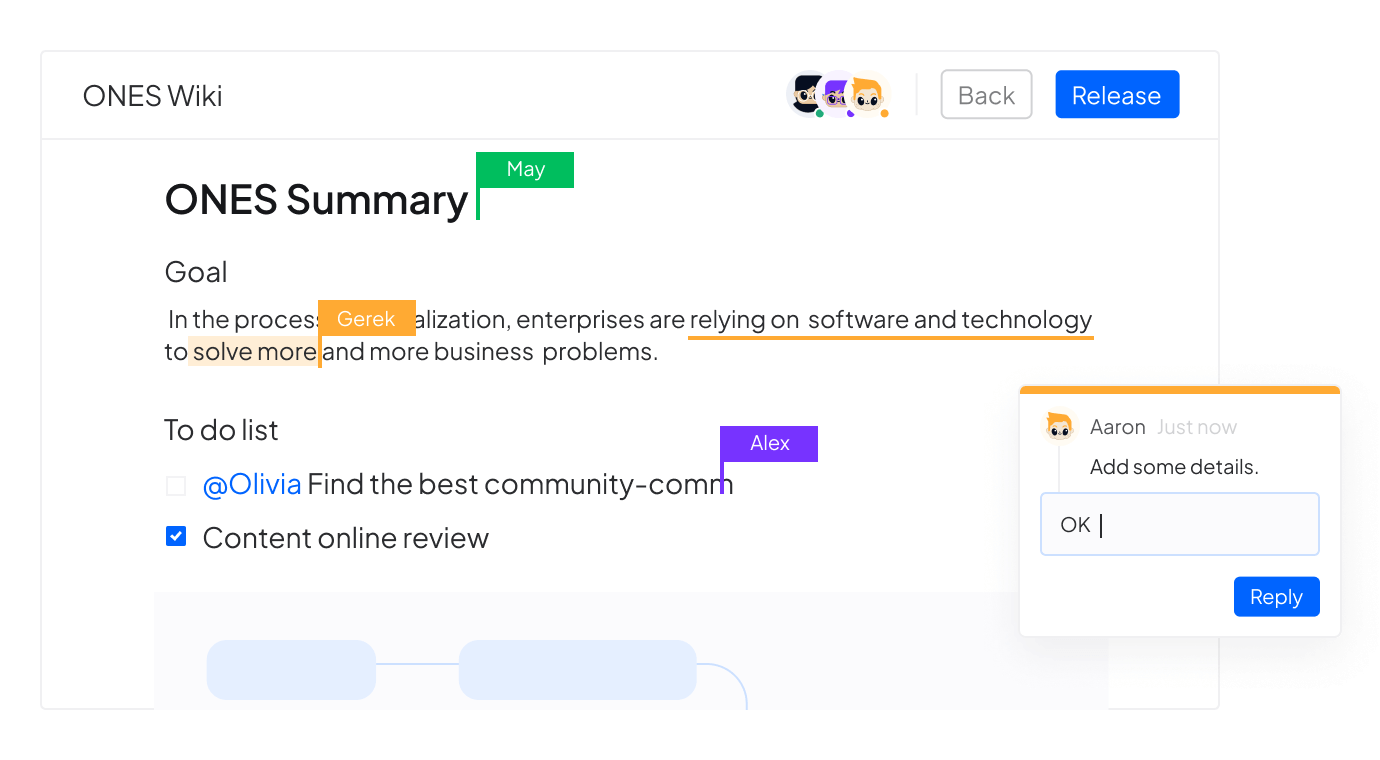 ONES Wiki
Back
Release
May
ONES Summary
Goal
In the process Gerek alization, enterprises are relying on software and technology
to solve more and more business problems.
To do list
Alex
@Olivia Find the best community-comm
Content online review
Aaron Just now
Add some details.
OK
Reply